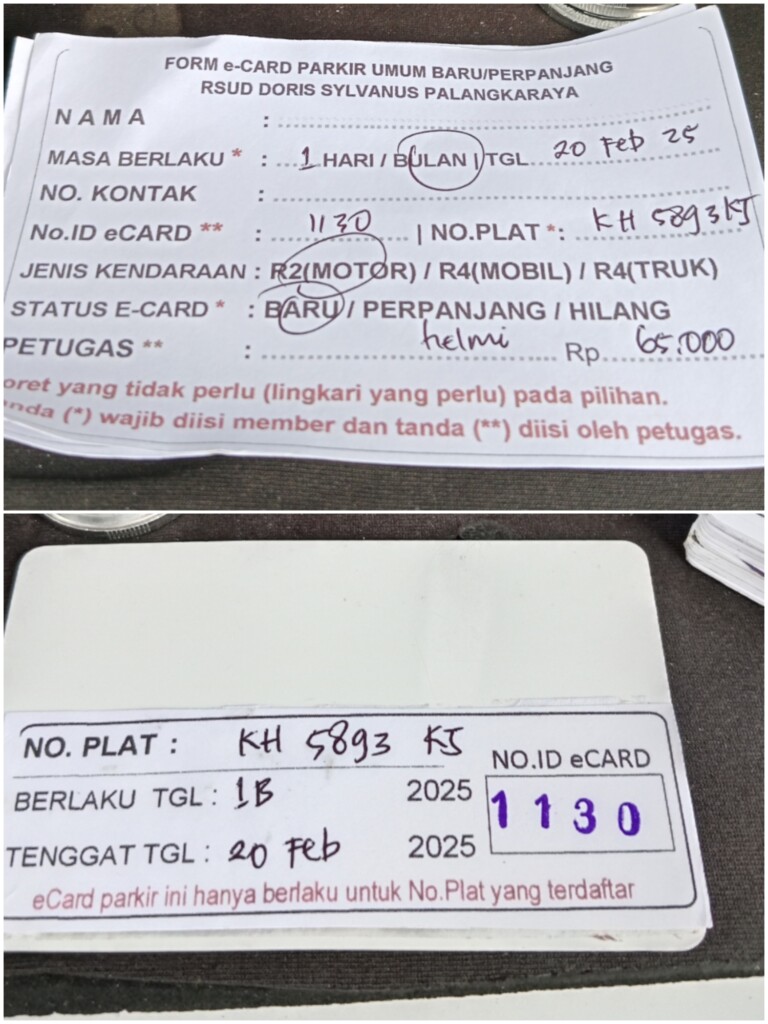 FORM e-CARD PARKIR UMUM BARU/PERPANJANG
RSUD DORIS SYLVANUS PALANGKARAYA
NAMA :
MASA BERLAKU * : 1 HARI / BULAN | TGL 20 Feb 25
NO. KONTAK :
No.ID eCARD ** : 1130 | NO.PLAT *: KH 5893 KJ
JENIS KENDARAAN : R2(MOTOR) / R4(MOBIL) / R4(TRUK)
STATUS E-CARD * : BARU / PERPANJANG / HILANG
PETUGAS ** : helmi Rp. 65.000
oret yang tidak perlu (lingkari yang perlu) pada pilihan.
anda (*) wajib diisi member dan tanda (**) diisi oleh petugas.
NO. PLAT : KH 5893 KJ
NO.ID eCARD
BERLAKU TGL : 1B 2025
1130
TENGGAT TGL : 20 Feb 2025
eCard parkir ini hanya berlaku untuk No.Plat yang terdaftar